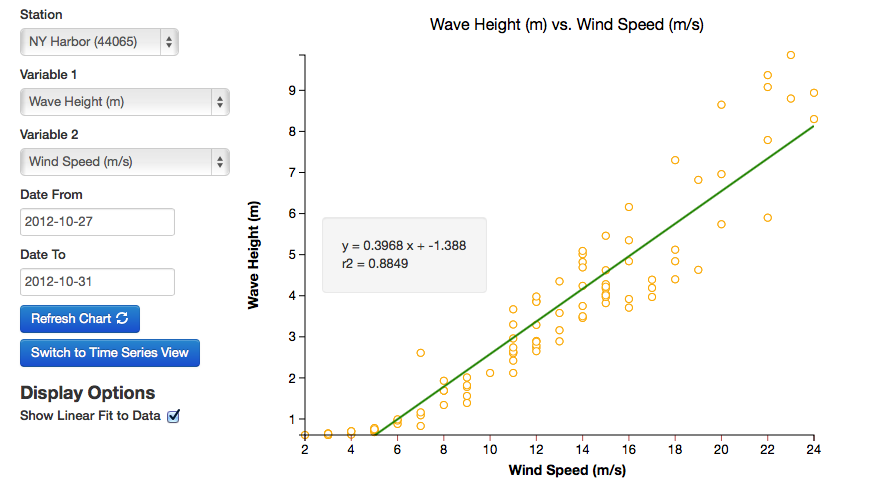 Station
NY Harbor (44065)
Variable 1
Wave Height (m)
Variable 2
Wind Speed (m/s)
Date From
2012-10-27
Date To
2012-10-31
Refresh Chart
Switch to Time Series View
Display Options
Show Linear Fit to Data
Wave Height (m) vs. Wind Speed (m/s)
Wave Height (m)
9
8
7
6
5
4
3
2
1
y = 0.3968 x + -1.388
r2 = 0.8849
2 4 6 8 10 12 14 16 18 20 22 24
Wind Speed (m/s)